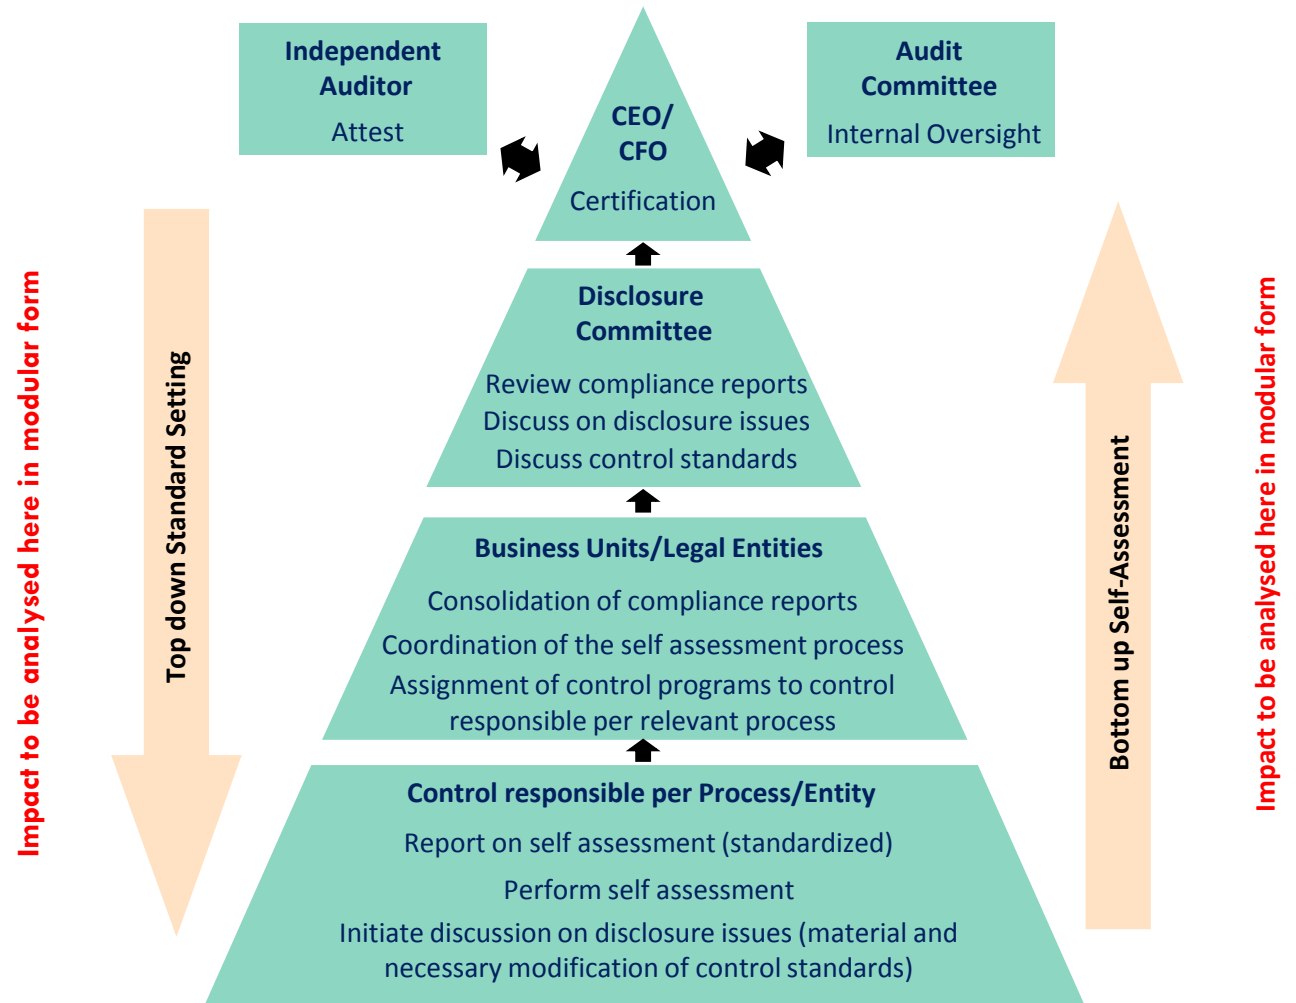 Independent
Auditor
Attest
Audit
Committee
Internal Oversight
CEO/
CFO
Certification
Disclosure
Committee
Review compliance reports
Discuss on disclosure issues
Discuss control standards
Business Units/Legal Entities
Consolidation of compliance reports
Coordination of the self assessment process
Assignment of control programs to control
responsible per relevant process
Control responsible per Process/Entity
Report on self assessment (standardized)
Perform self assessment
Initiate discussion on disclosure issues (material and
necessary modification of control standards)
Impact to be analysed here in modular form
Top down Standard Setting
Bottom up Self-Assessment
Impact to be analysed here in modular form